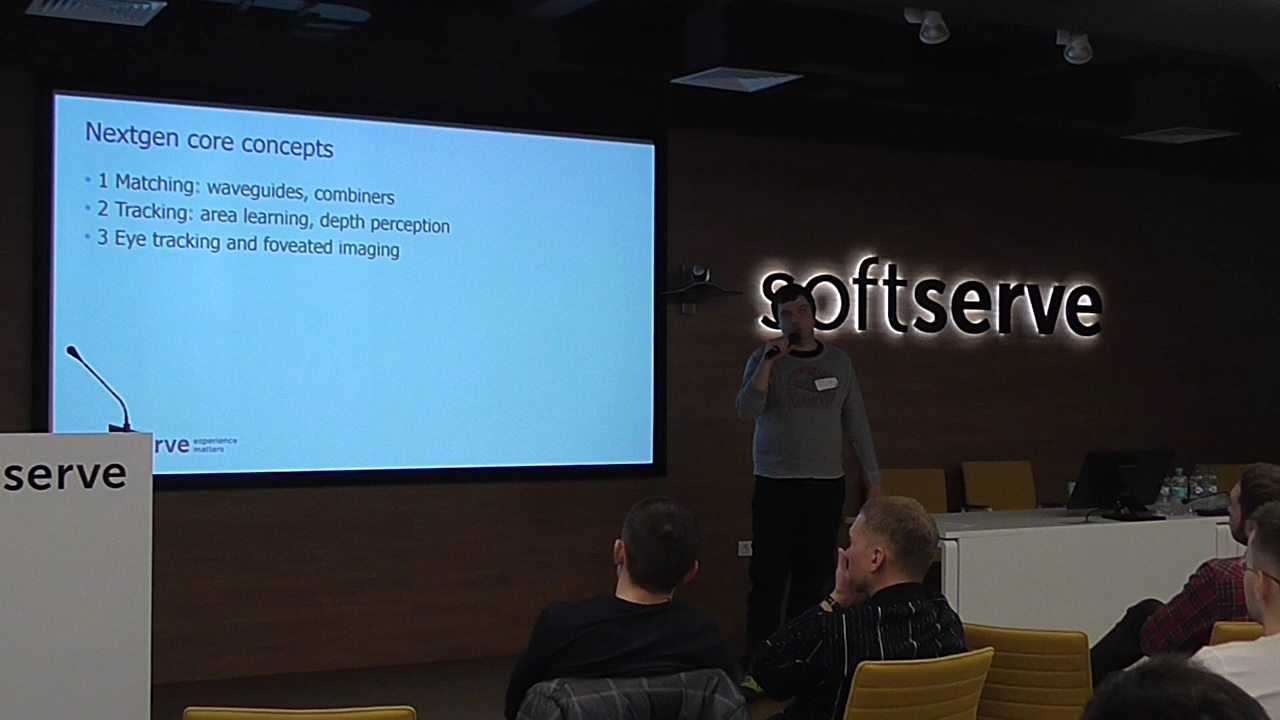 Nextgen core concepts
• 1 Matching: waveguides, combiners
• 2 Tracking: area learning, depth perception
• 3 Eye tracking and foveated imaging
rve experience
matters
serve
softserve